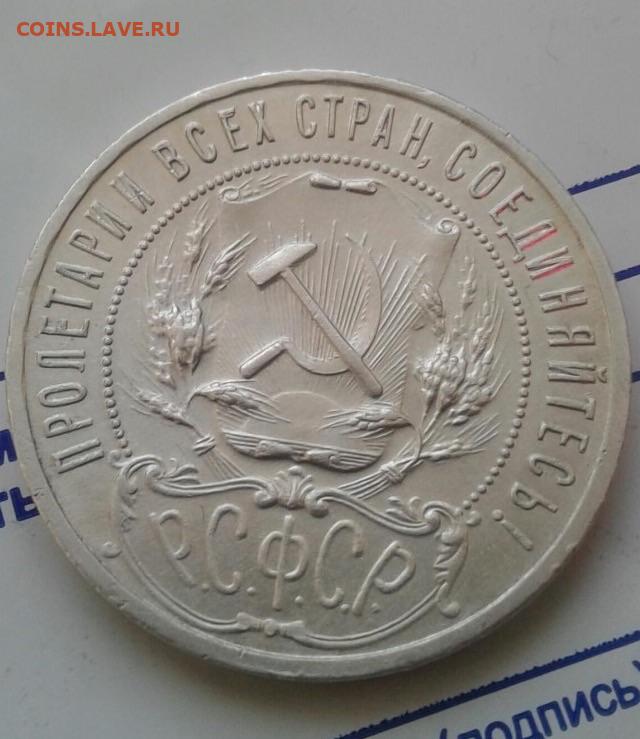 COINS.LAVE.RU
ПРОЛЕТАРИИ ВСЕХ СТРАН, СОЕДИНЯЙТЕСЬ!
Р.С.Ф.С.Р.
(подпись)